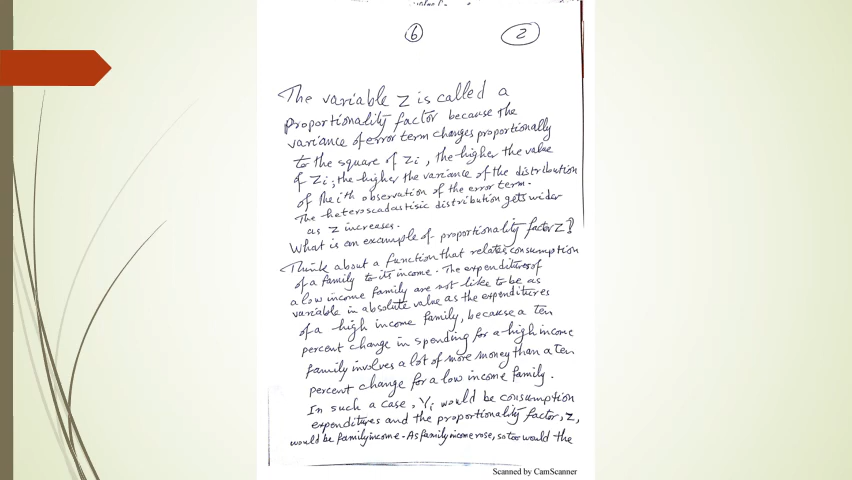 6 2
The variable Z is called a
proportionality factor because the
variance of error term changes proportionally
to the square of Zi, the higher the value
of Zi; the higher the variance of the distribution
of the ith observation of the error term.
The heteroscadastisic distribution gets wider
as Z increases.
What is an example of proportionality factor Z?
Think about a function that relates consumption
of a family to its income. The expenditures of
a low income family are not like to be as
variable in absolute value as the expenditures
of a high income family, because a ten
percent change in spending for a high income
family involves a lot of more money than a ten
percent change for a low income family.
In such a case, Yi would be consumption
expenditures and the proportionality factor, Z,
would be family income - As family income rose, so too would the
Scanned by CamScanner